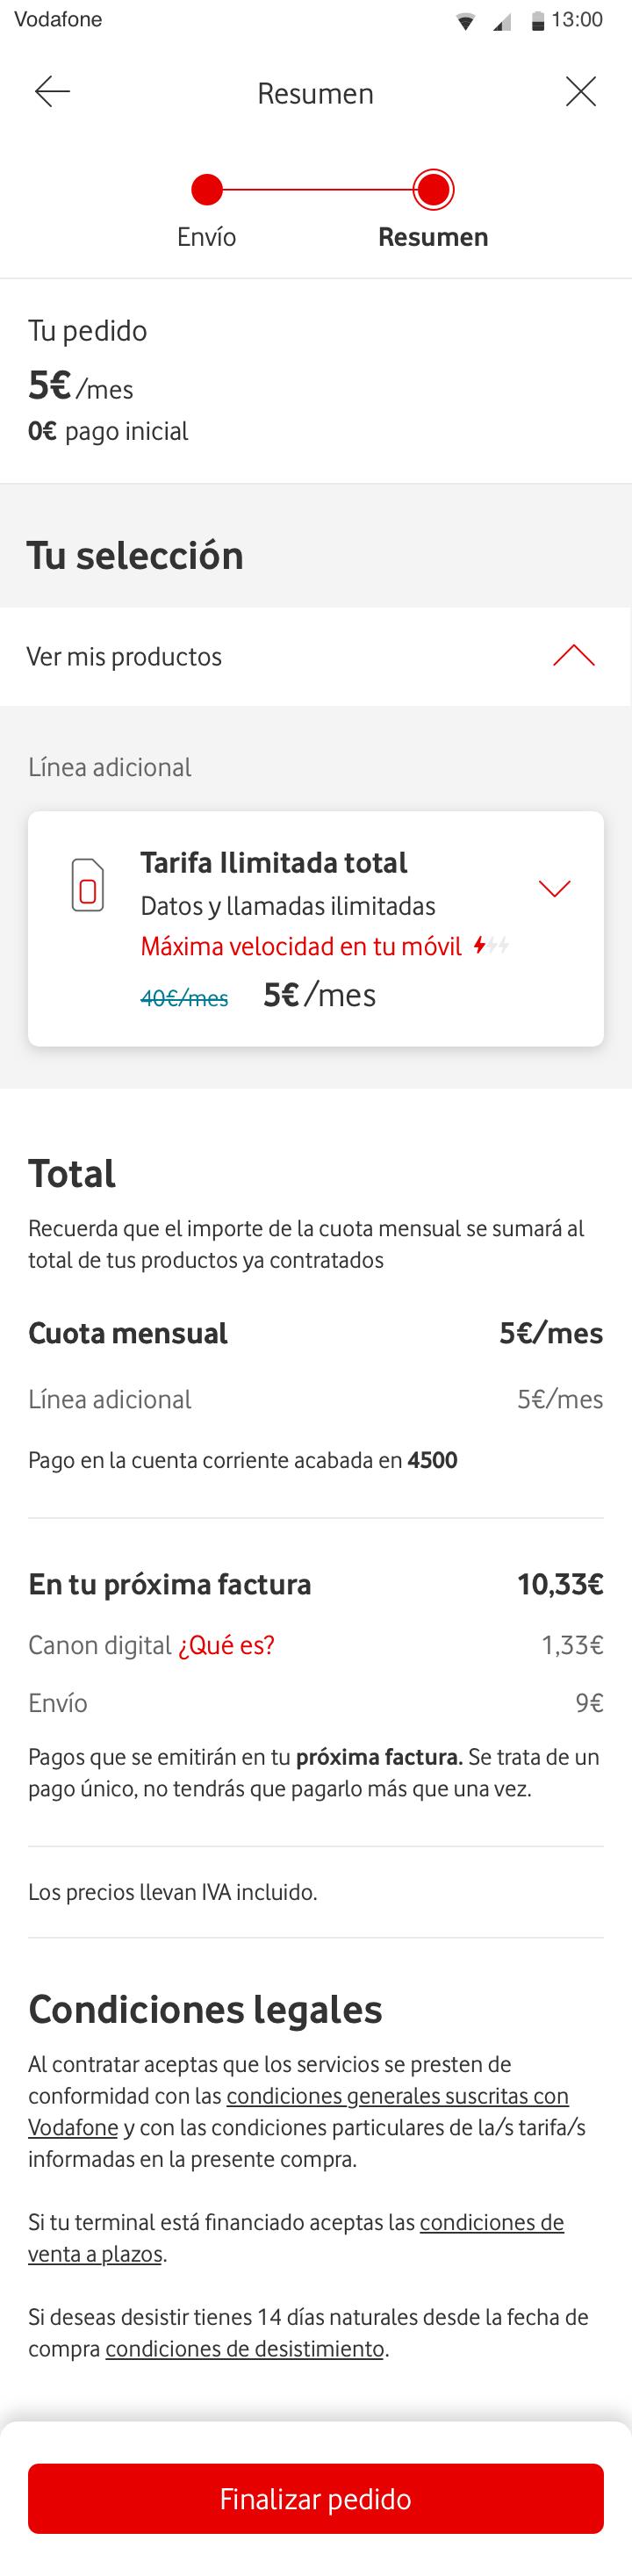 Vodafone 13:00
Resumen
Envío Resumen
Tu pedido
5€ /mes
0€ pago inicial
Tu selección
Ver mis productos
Línea adicional
Tarifa Ilimitada total
Datos y llamadas ilimitadas
Máxima velocidad en tu móvil
40€/mes 5€/mes
Total
Recuerda que el importe de la cuota mensual se sumará al
total de tus productos ya contratados
Cuota mensual 5€/mes
Línea adicional 5€/mes
Pago en la cuenta corriente acabada en 4500
En tu próxima factura 10,33€
Canon digital ¿Qué es? 1,33€
Envío 9€
Pagos que se emitirán en tu próxima factura. Se trata de un
pago único, no tendrás que pagarlo más que una vez.
Los precios llevan IVA incluido.
Condiciones legales
Al contratar aceptas que los servicios se presten de
conformidad con las condiciones generales suscritas con
Vodafone y con las condiciones particulares de la/s tarifa/s
informadas en la presente compra.
Si tu terminal está financiado aceptas las condiciones de
venta a plazos.
Si deseas desistir tienes 14 días naturales desde la fecha de
compra condiciones de desistimiento.
Finalizar pedido